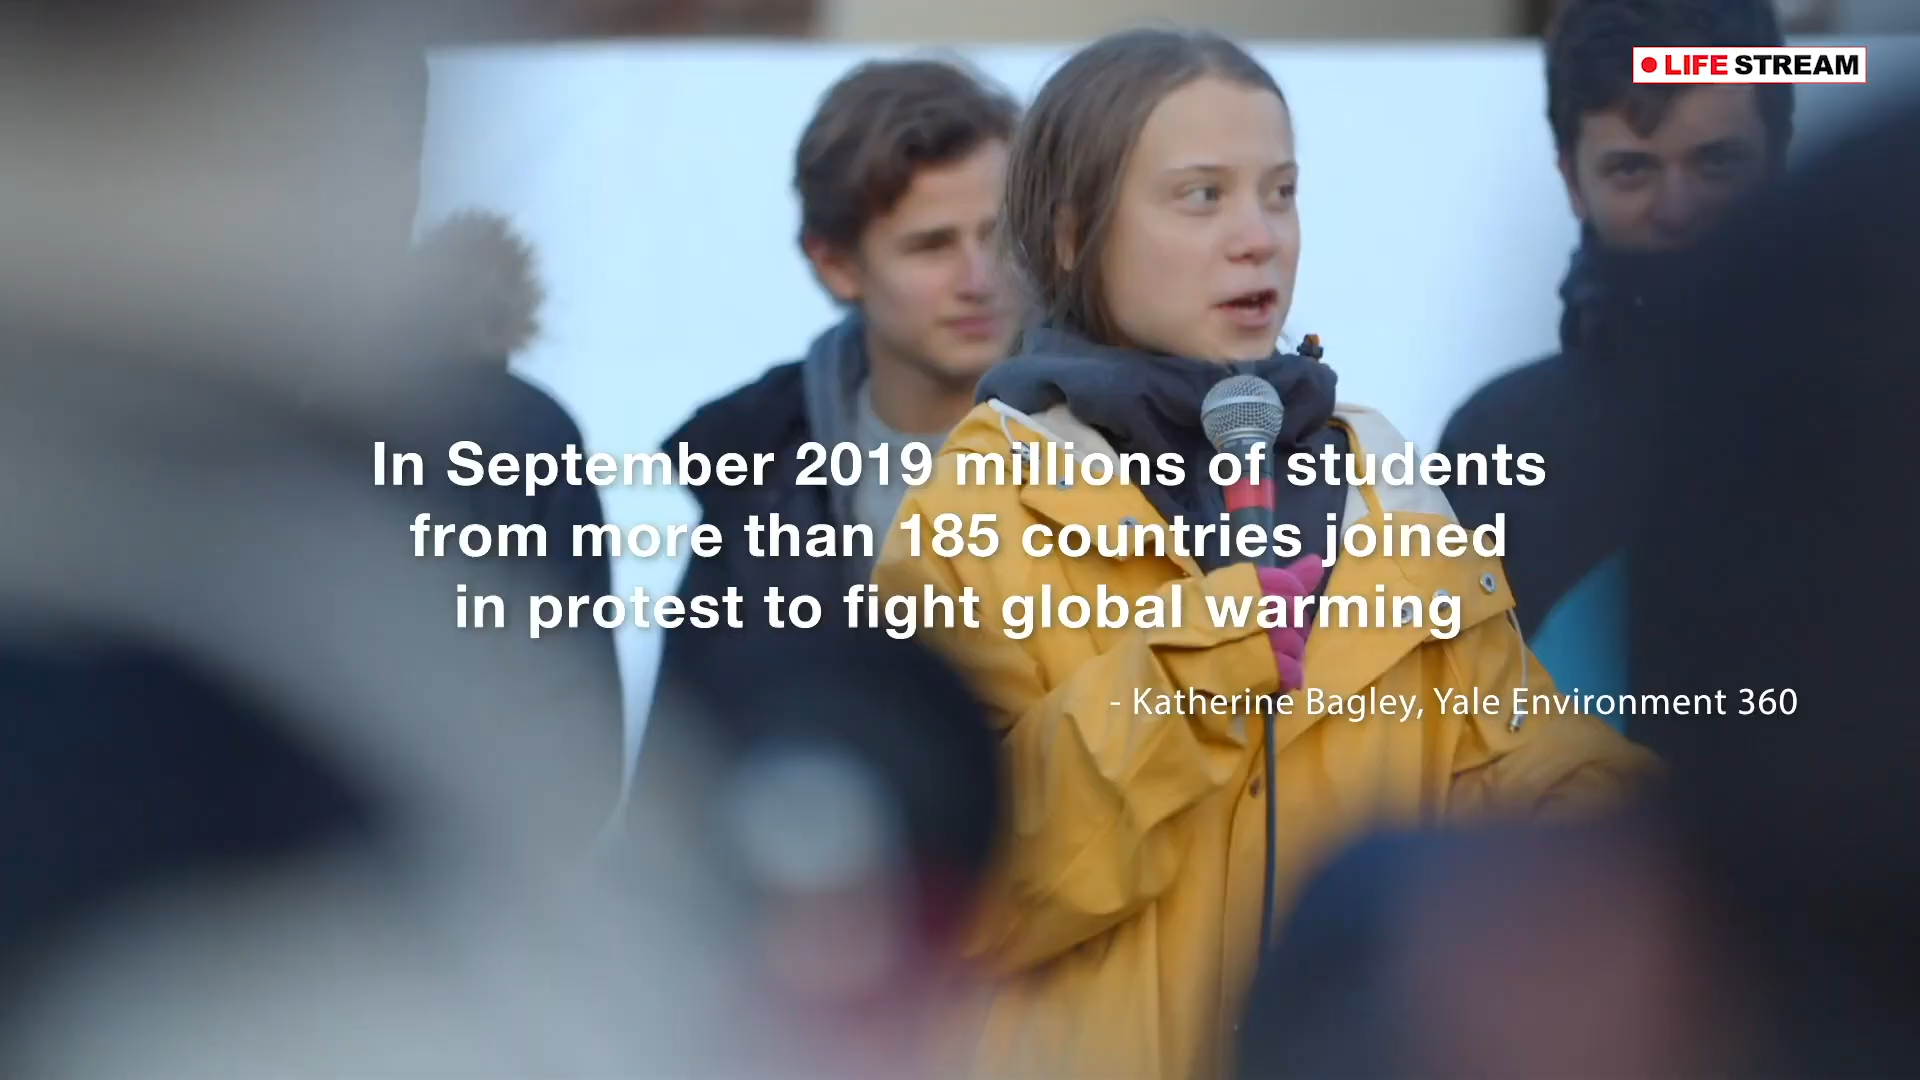 LIFE STREAM
In September 2019 millions of students
from more than 185 countries joined
in protest to fight global warming
- Katherine Bagley, Yale Environment 360